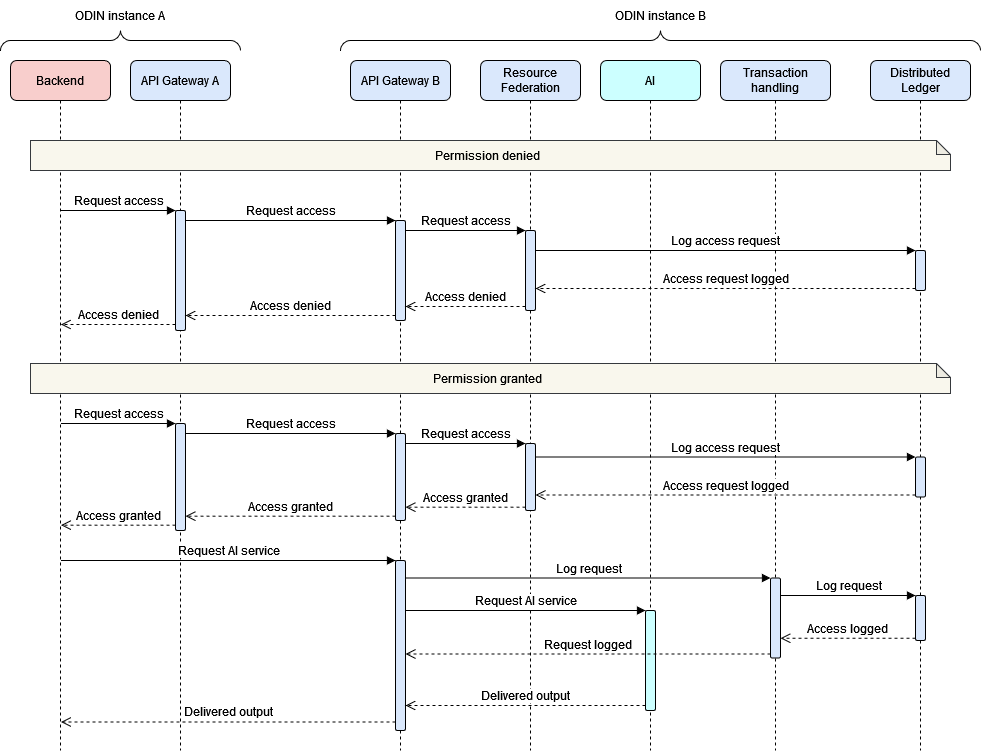 ODIN instance A
ODIN instance B
Backend
API Gateway A
API Gateway B
Resource
Federation
AI
Transaction
handling
Distributed
Ledger
Permission denied
Request access
Request access
Request access
Log access request
Access request logged
Access denied
Access denied
Access denied
Permission granted
Request access
Request access
Request access
Log access request
Access request logged
Access granted
Access granted
Access granted
Request AI service
Log request
Log request
Request AI service
Access logged
Request logged
Delivered output
Delivered output